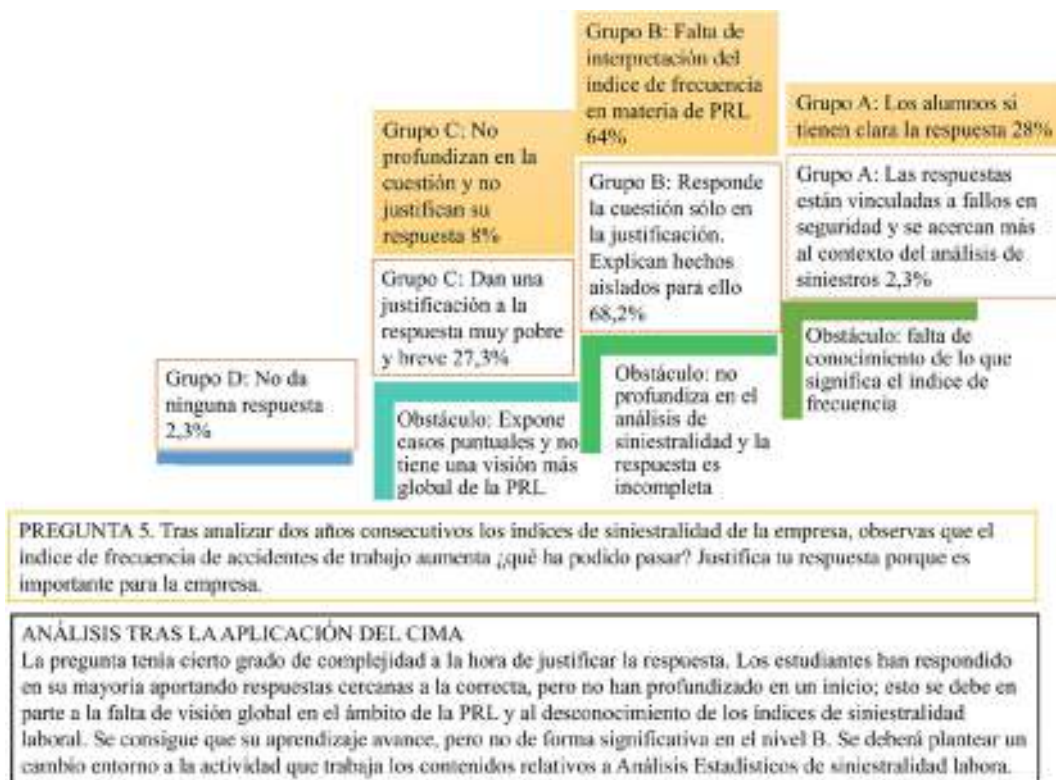 Grupo B: Falta de
interpretación del
índice de frecuencia
en materia de PRL
64%
Grupo A: Los alumnos si
tienen clara la respuesta 28%
Grupo C: No
profundizan en la
cuestión y no
justifican su
respuesta 8%
Grupo B: Responde
la cuestión sólo en
la justificación.
Explican hechos
aislados para ello
68,2%
Grupo A: Las respuestas
están vinculadas a fallos en
seguridad y se acercan más
al contexto del análisis de
siniestros 2,3%
Grupo C: Dan una
justificación a la
respuesta muy pobre
y breve 27,3%
Grupo D: No da
ninguna respuesta
2,3%
Obstáculo: falta de
conocimiento de lo que
significa el índice de
frecuencia
Obstáculo: no
profundiza en el
análisis de
siniestralidad y la
respuesta es
incompleta
Obstáculo: Expone
casos puntuales y no
tiene una visión más
global de la PRL
PREGUNTA 5. Tras analizar dos años consecutivos los índices de siniestralidad de la empresa, observas que el
índice de frecuencia de accidentes de trabajo aumenta ¿qué ha podido pasar? Justifica tu respuesta porque es
importante para la empresa.
ANÁLISIS TRAS LA APLICACIÓN DEL CIMA
La pregunta tenía cierto grado de complejidad a la hora de justificar la respuesta. Los estudiantes han respondido
en su mayoría aportando respuestas cercanas a la correcta, pero no han profundizado en un inicio; esto se debe en
parte a la falta de visión global en el ámbito de la PRL y al desconocimiento de los índices de siniestralidad
laboral. Se consigue que su aprendizaje avance, pero no de forma significativa en el nivel B. Se deberá plantear un
cambio entorno a la actividad que trabaja los contenidos relativos a Análisis Estadísticos de siniestralidad labora.